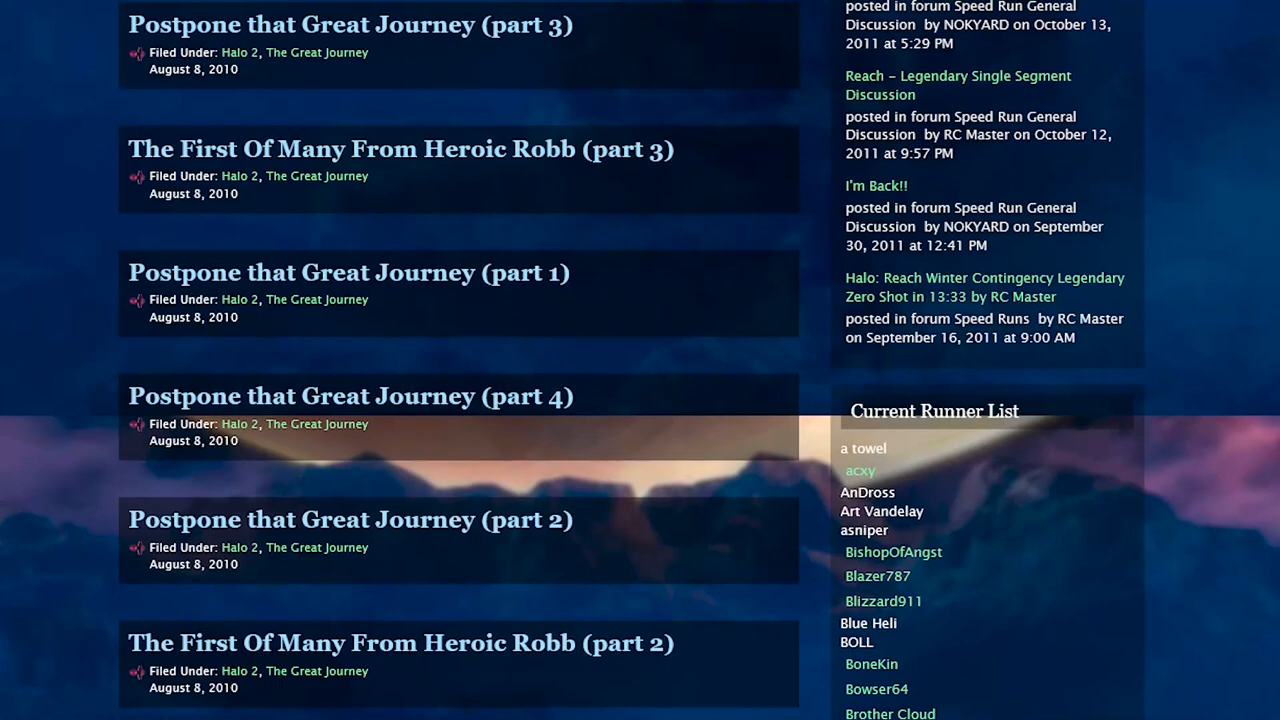 Postpone that Great Journey (part 3)
Filed Under: Halo 2, The Great Journey
August 8, 2010
The First Of Many From Heroic Robb (part 3)
Filed Under: Halo 2, The Great Journey
August 8, 2010
Postpone that Great Journey (part 1)
Filed Under: Halo 2, The Great Journey
August 8, 2010
Postpone that Great Journey (part 4)
Filed Under: Halo 2, The Great Journey
August 8, 2010
Postpone that Great Journey (part 2)
Filed Under: Halo 2, The Great Journey
August 8, 2010
The First Of Many From Heroic Robb (part 2)
Filed Under: Halo 2, The Great Journey
August 8, 2010
posted in forum Speed Run General
Discussion by NOKYARD on October 13,
2011 at 5:29 PM
Reach – Legendary Single Segment
Discussion
posted in forum Speed Run General
Discussion by RC Master on October 12,
2011 at 9:57 PM
I'm Back!!
posted in forum Speed Run General
Discussion by NOKYARD on September
30, 2011 at 12:41 PM
Halo: Reach Winter Contingency Legendary
Zero Shot in 13:33 by RC Master
posted in forum Speed Runs by RC Master
on September 16, 2011 at 9:00 AM
Current Runner List
a towel
acxy
AnDross
Art Vandelay
asniper
BishopOfAngst
Blazer787
Blizzard911
Blue Heli
BOLL
BoneKin
Bowser64
Brother Cloud